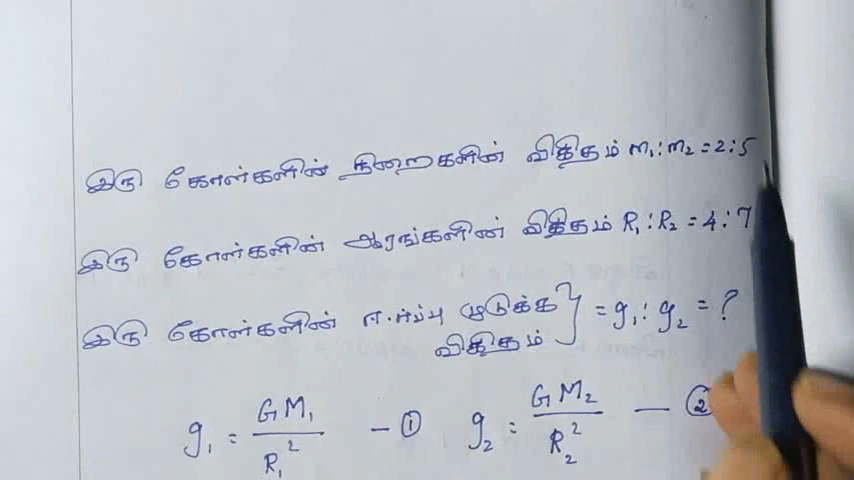 இரு கோள்களின் நிறைகளின் விகிதம் m₁:m₂ = 2:5
இரு கோள்களின் ஆரங்களின் விகிதம் R₁:R₂ = 4:7
இரு கோள்களின் ஈர்ப்பு முடுக்க } = g₁:g₂ = ?
விகிதம்
g₁ = GM₁/R₁² — ① g₂ = GM₂/R₂² — ②